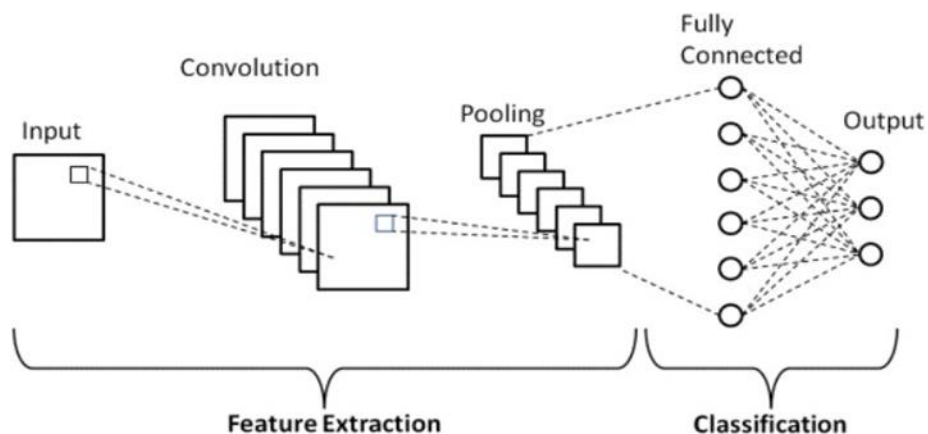 Input
Convolution
Pooling
Fully
Connected
Output
Feature Extraction
Classification